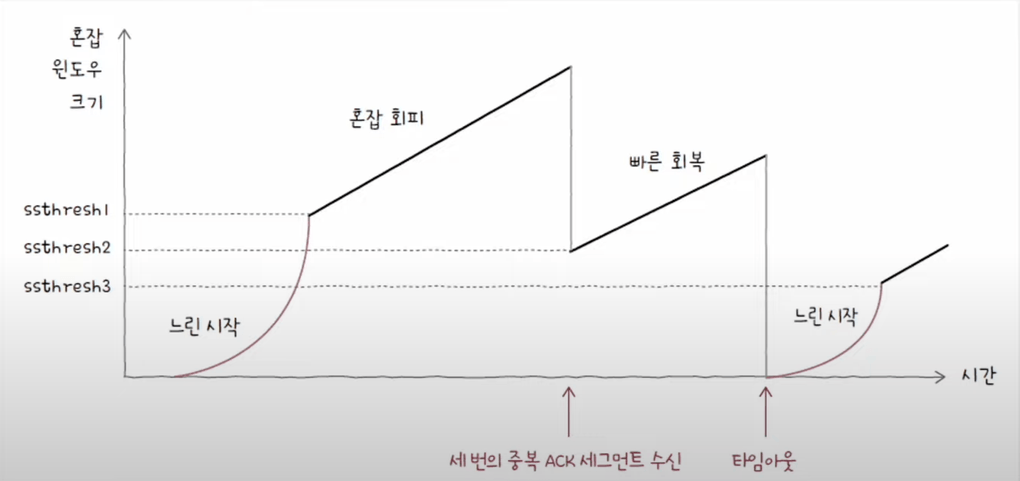 혼잡
윈도우
크기
혼잡 회피
빠른 회복
ssthresh1
ssthresh2
ssthresh3
느린 시작
느린 시작
시간
세 번의 중복 ACK 세그먼트 수신
타임아웃